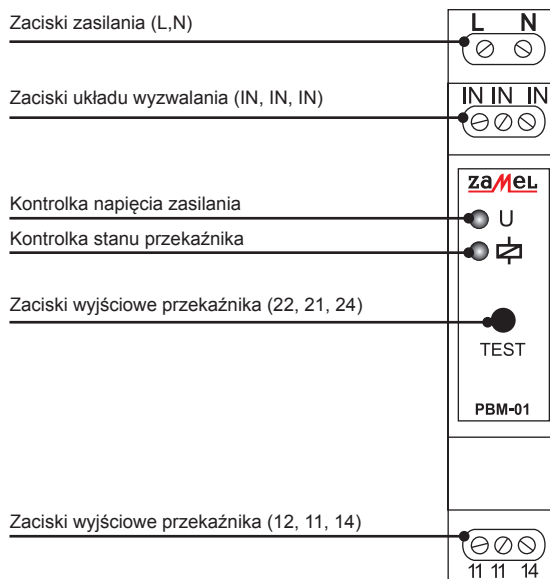 Zaciski zasilania (L,N)
L N
Zaciski układu wyzwalania (IN, IN, IN)
IN IN IN
zamel
Kontrolka napięcia zasilania
U
Kontrolka stanu przekaźnika
Zaciski wyjściowe przekaźnika (22, 21, 24)
TEST
PBM-01
Zaciski wyjściowe przekaźnika (12, 11, 14)
11 11 14